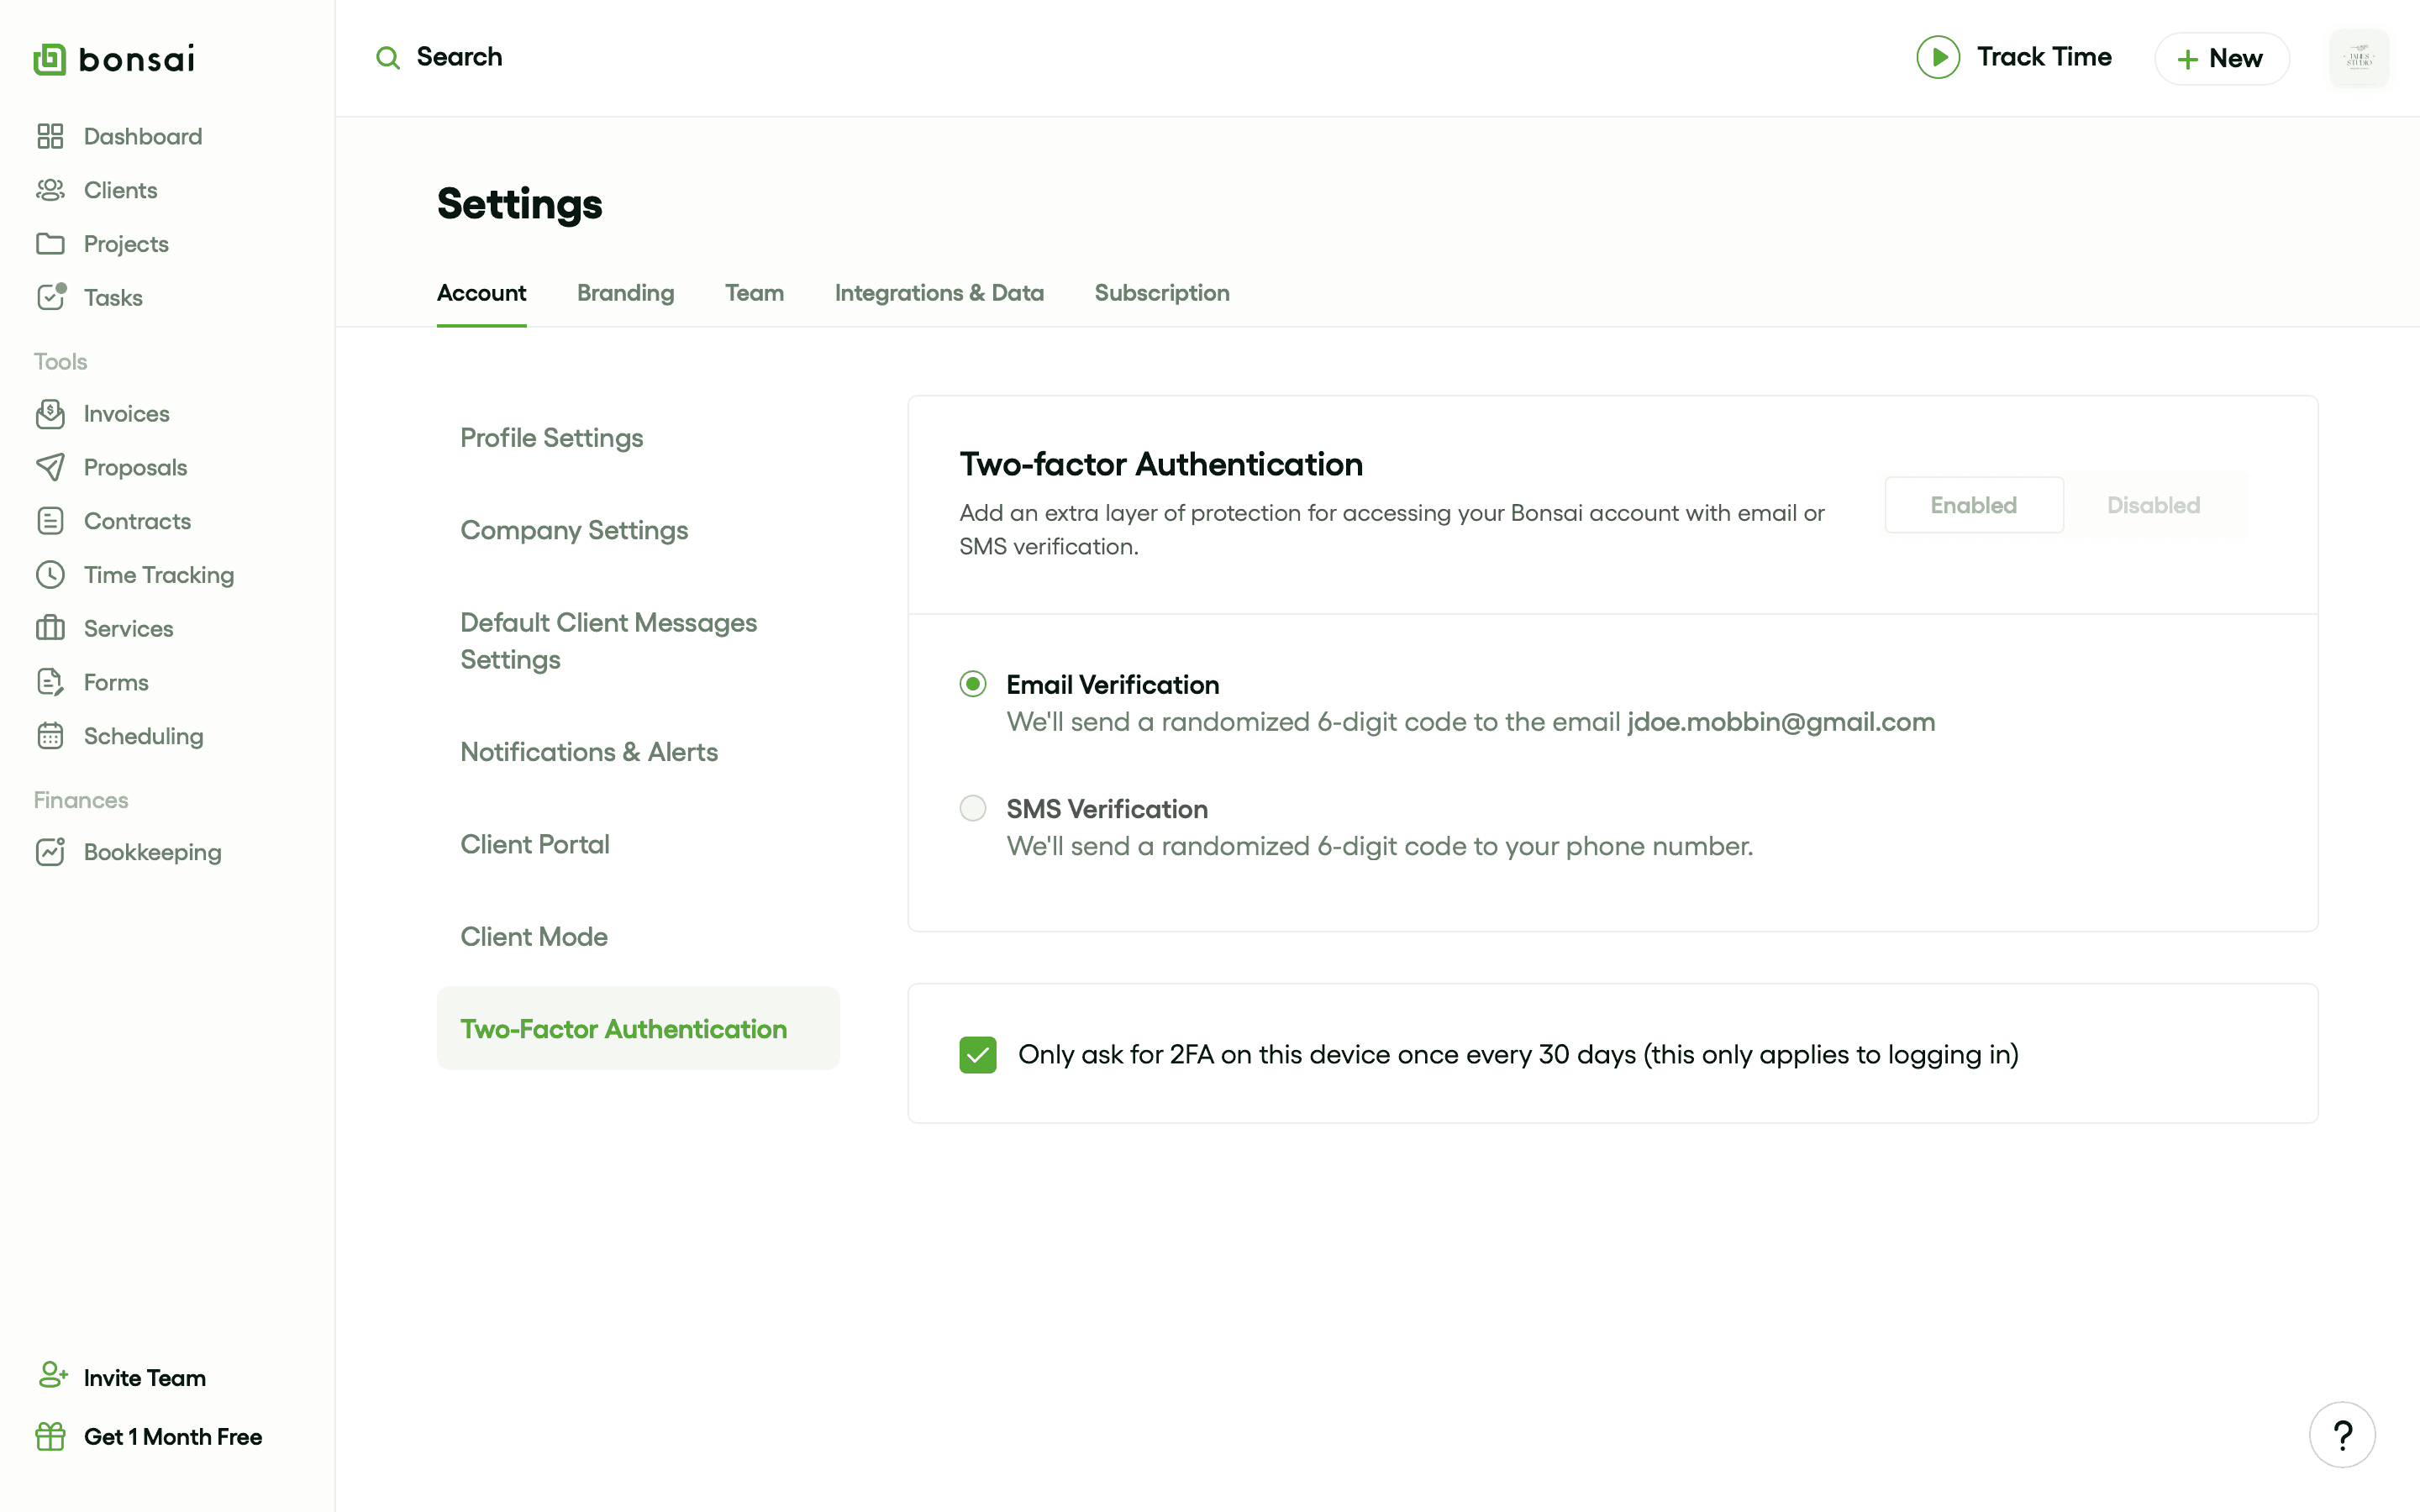 bonsai
Search
Track Time
New
Dashboard
Clients
Projects
Tasks
Tools
Invoices
Proposals
Contracts
Time Tracking
Services
Forms
Scheduling
Finances
Bookkeeping
Invite Team
Get 1 Month Free
Settings
Account
Branding
Team
Integrations & Data
Subscription
Profile Settings
Company Settings
Default Client Messages
Settings
Notifications & Alerts
Client Portal
Client Mode
Two-Factor Authentication
Two-factor Authentication
Add an extra layer of protection for accessing your Bonsai account with email or
SMS verification.
Enabled
Disabled
Email Verification
We'll send a randomized 6-digit code to the email jdoe.mobbin@gmail.com
SMS Verification
We'll send a randomized 6-digit code to your phone number.
Only ask for 2FA on this device once every 30 days (this only applies to logging in)
?